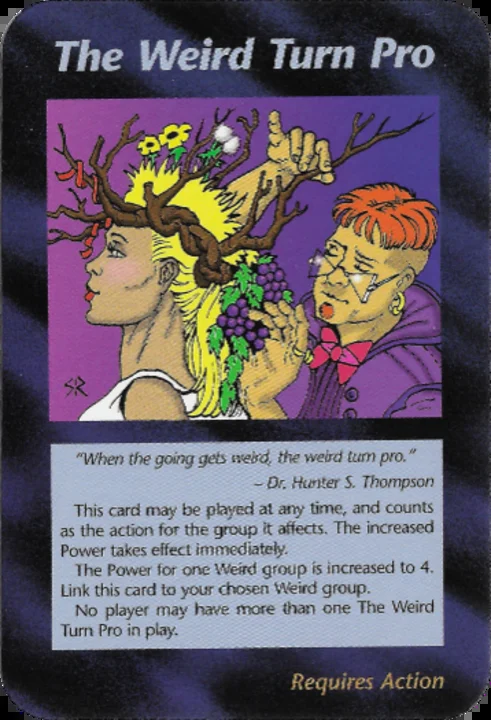 The Weird Turn Pro
SR
"When the going gets weird, the weird turn pro."
~ Dr. Hunter S. Thompson
This card may be played at any time, and counts
as the action for the group it affects. The increased
Power takes effect immediately.
The Power for one Weird group is increased to 4.
Link this card to your chosen Weird group.
No player may have more than one The Weird
Turn Pro in play.
Requires Action